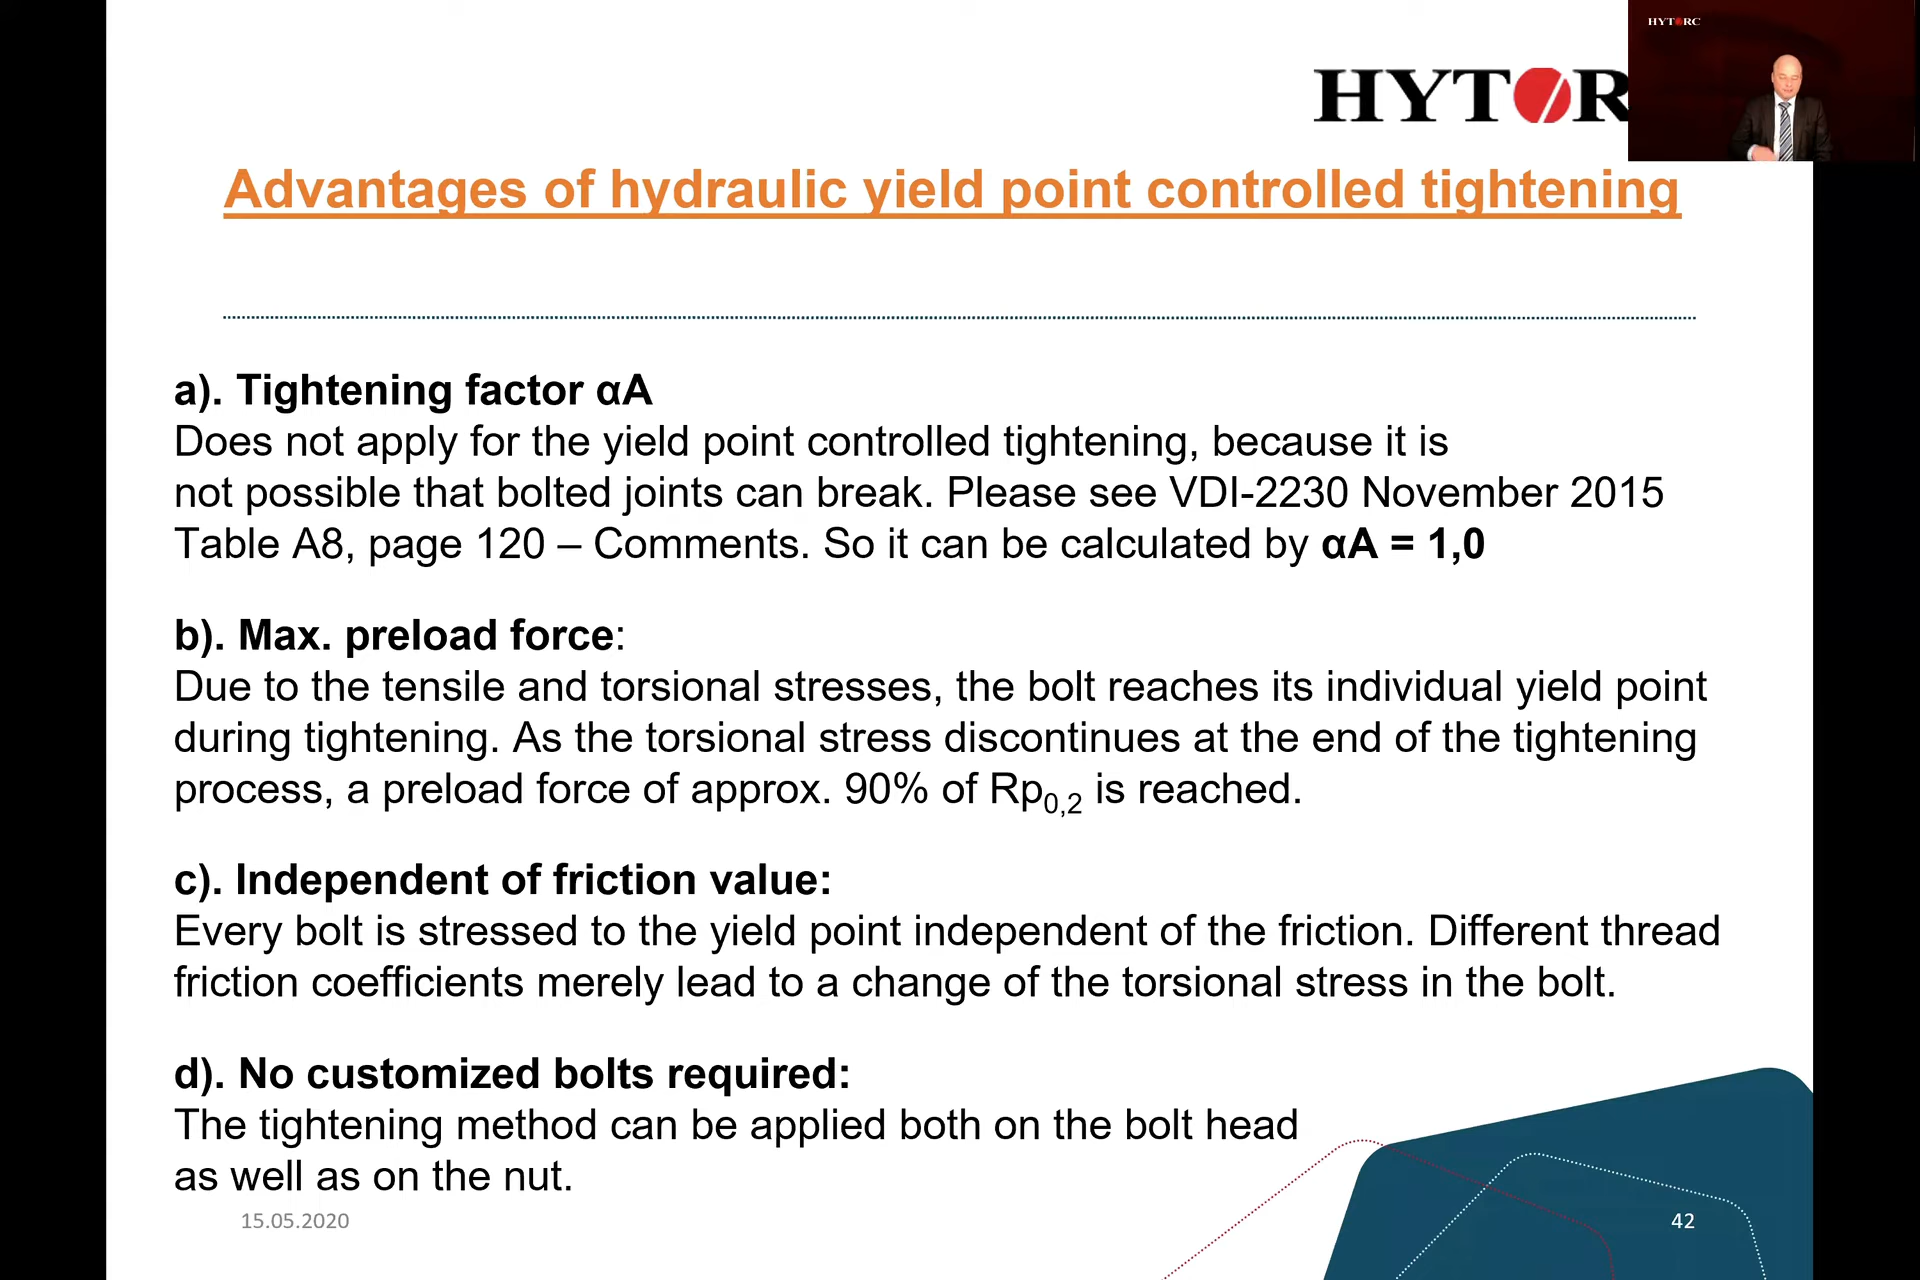 HYTORC
HYTOR
Advantages of hydraulic yield point controlled tightening
a). Tightening factor αA
Does not apply for the yield point controlled tightening, because it is
not possible that bolted joints can break. Please see VDI-2230 November 2015
Table A8, page 120 – Comments. So it can be calculated by αA = 1,0
b). Max. preload force:
Due to the tensile and torsional stresses, the bolt reaches its individual yield point
during tightening. As the torsional stress discontinues at the end of the tightening
process, a preload force of approx. 90% of Rp0,2 is reached.
c). Independent of friction value:
Every bolt is stressed to the yield point independent of the friction. Different thread
friction coefficients merely lead to a change of the torsional stress in the bolt.
d). No customized bolts required:
The tightening method can be applied both on the bolt head
as well as on the nut.
15.05.2020
42